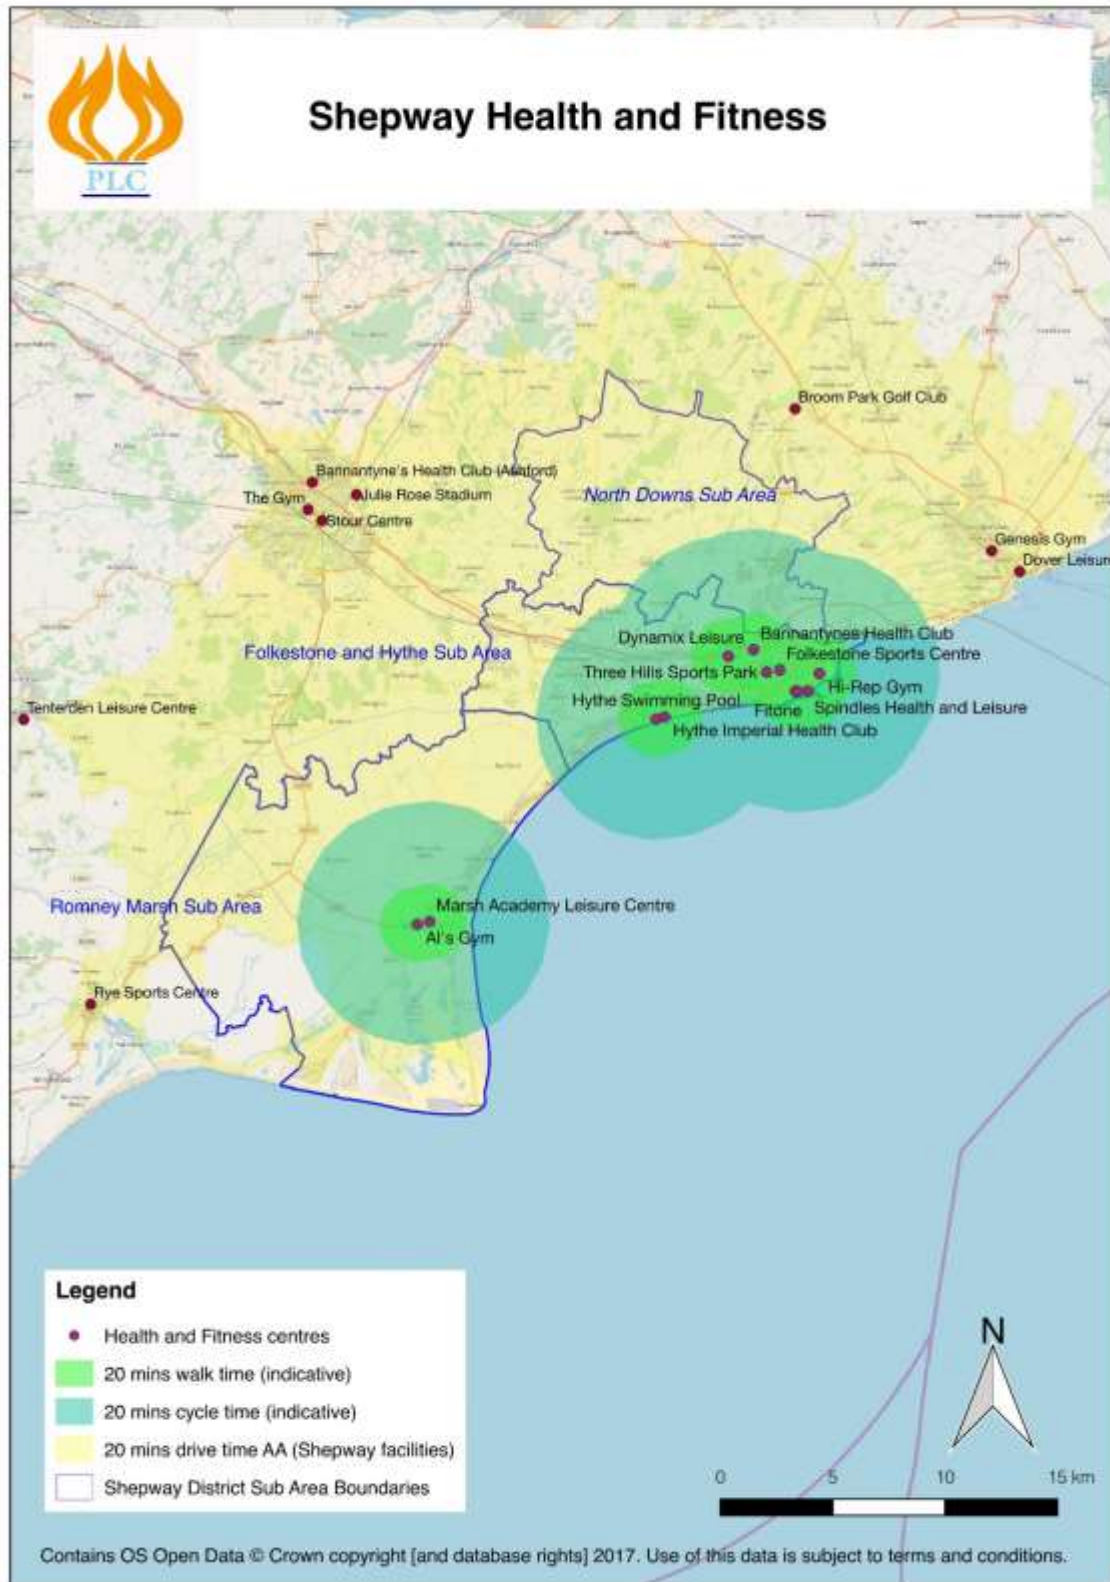 PLC
Shepway Health and Fitness
Broom Park Golf Club
Bannantyne's Health Club (Ashford)
Julie Rose Stadium
The Gym
Stour Centre
North Downs Sub Area
Genesis Gym
Dover Leisure
Folkestone and Hythe Sub Area
Dynamix Leisure
Bannantynes Health Club
Folkestone Sports Centre
Three Hills Sports Park
Hi-Rep Gym
Hythe Swimming Pool
Fitone
Spindles Health and Leisure
Hythe Imperial Health Club
Tenterden Leisure Centre
Romney Marsh Sub Area
Marsh Academy Leisure Centre
Al's Gym
Rye Sports Centre
Legend
Health and Fitness centres
20 mins walk time (indicative)
20 mins cycle time (indicative)
20 mins drive time AA (Shepway facilities)
Shepway District Sub Area Boundaries
N
0 5 10 15 km
Contains OS Open Data © Crown copyright [and database rights] 2017. Use of this data is subject to terms and conditions.